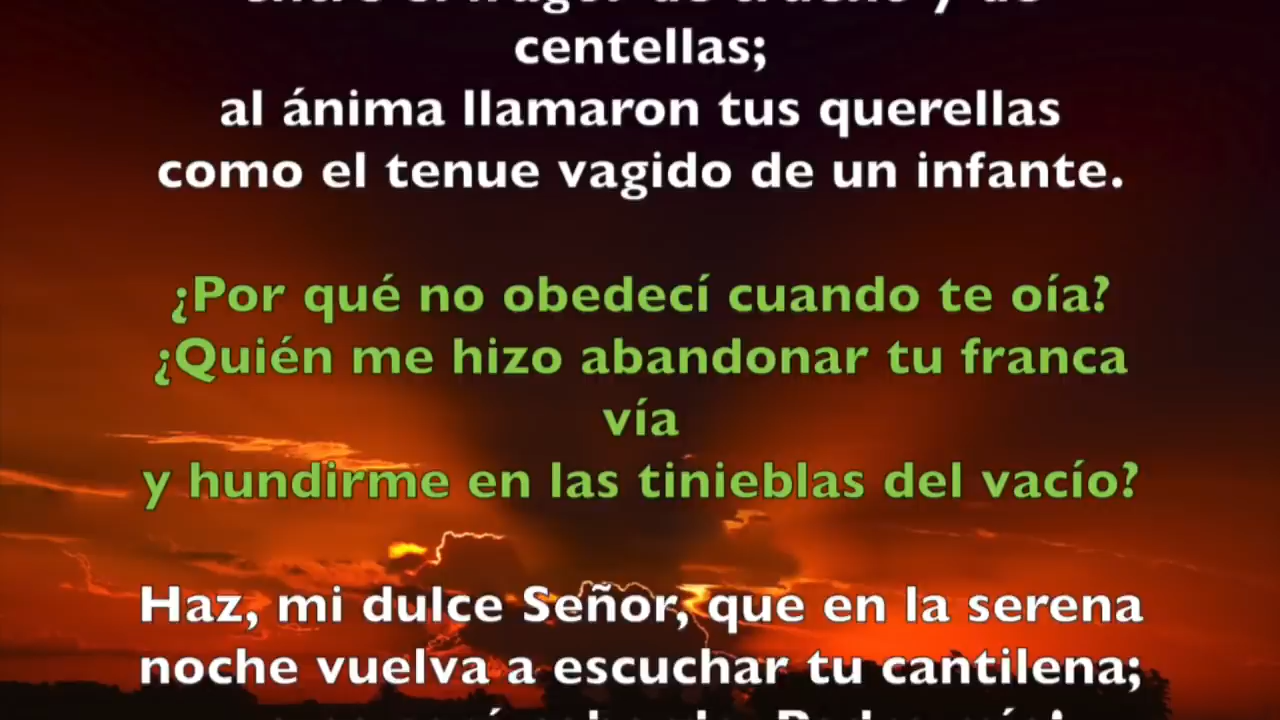 centellas;
al ánima llamaron tus querellas
como el tenue vagido de un infante.
¿Por qué no obedecí cuando te oía?
¿Quién me hizo abandonar tu franca
vía
y hundirme en las tinieblas del vacío?
Haz, mi dulce Señor, que en la serena
noche vuelva a escuchar tu cantilena;